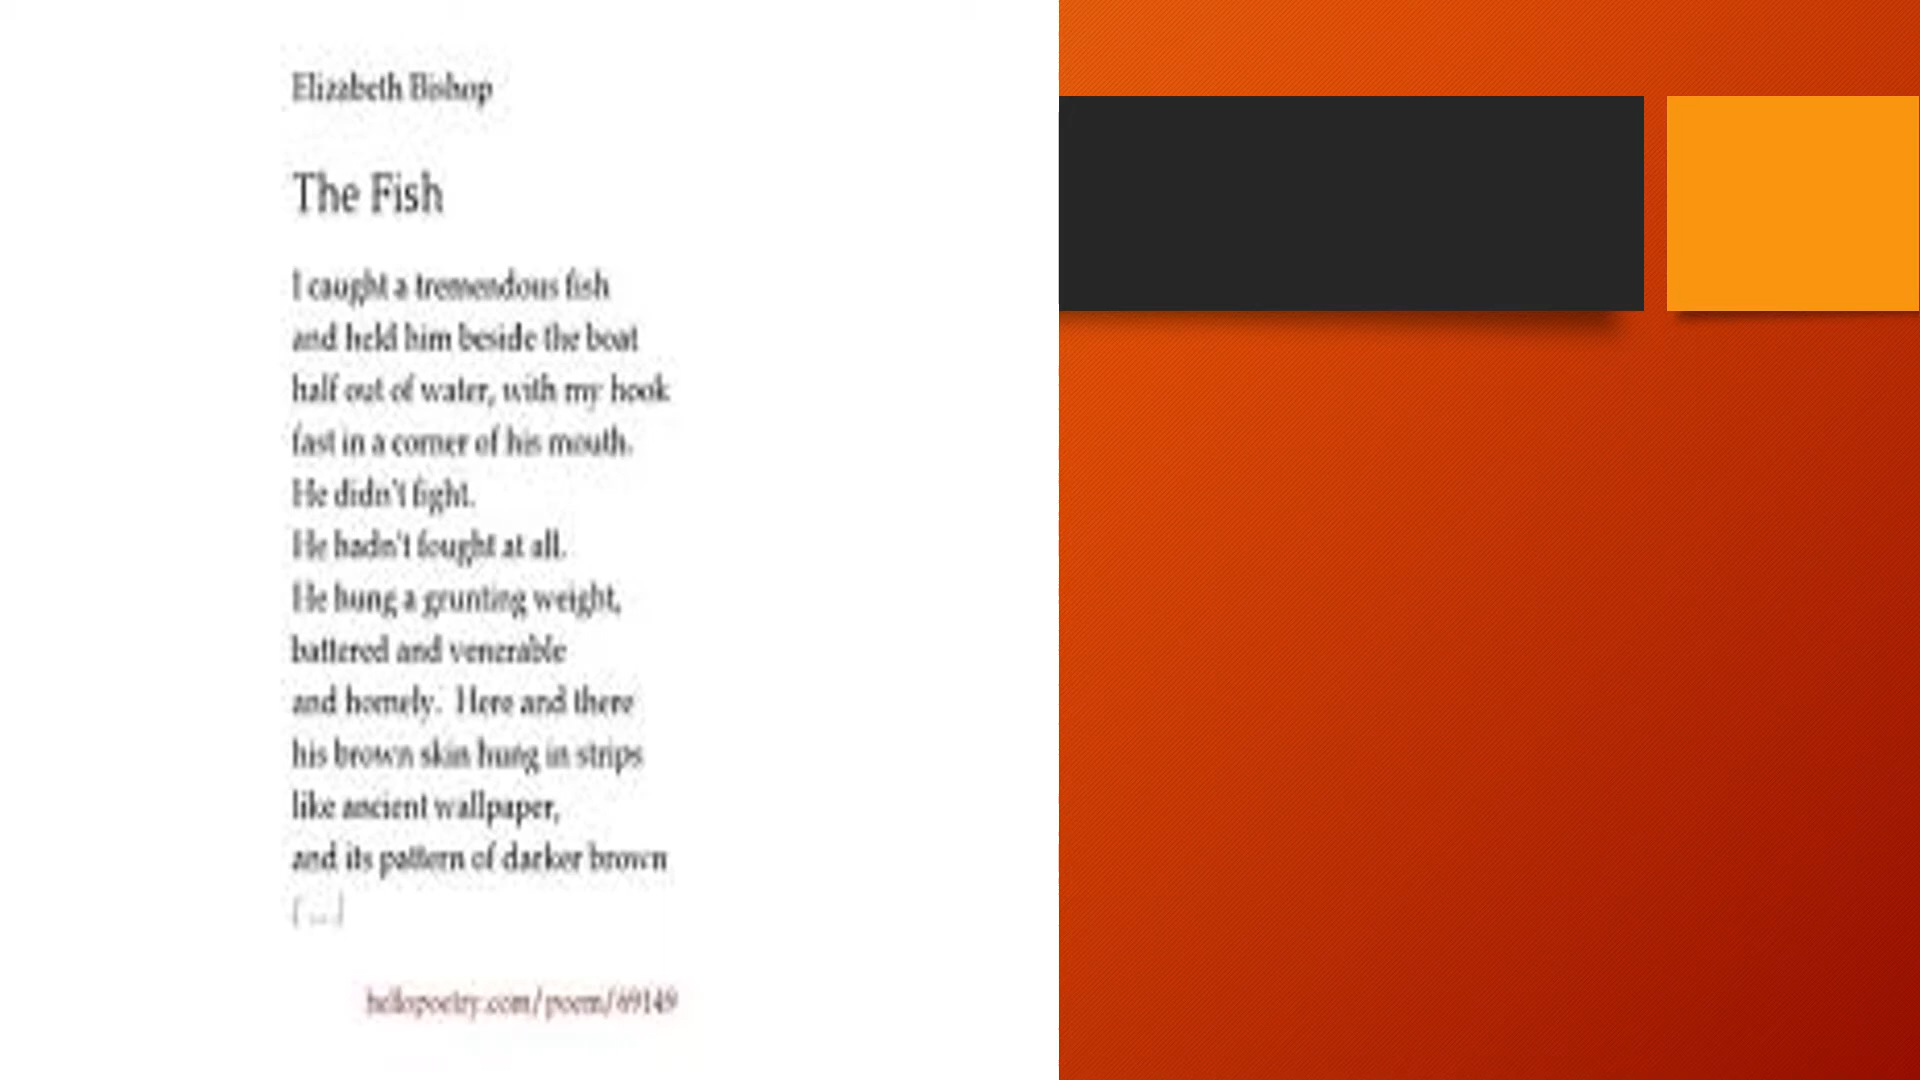 Elizabeth Bishop
The Fish
I caught a tremendous fish
and held him beside the boat
half out of water, with my hook
fast in a corner of his mouth.
He didn't fight.
He hadn't fought at all.
He hung a grunting weight,
battered and venerable
and homely. Here and there
his brown skin hung in strips
like ancient wallpaper,
and its pattern of darker brown
[ ... ]
hellopoetry.com/poem/69149